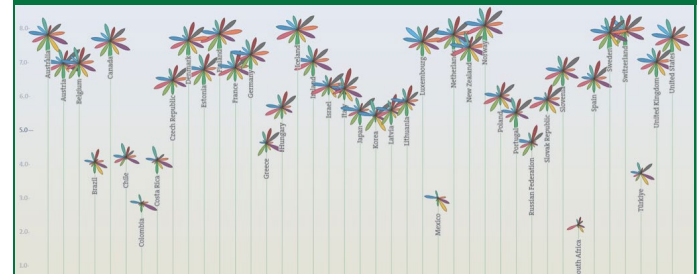 8.0
7.0
6.0
5.0
4.0
3.0
2.0
1.0
Australia
Austria
Belgium
Brazil
Canada
Chile
Colombia
Costa Rica
Czech Republic
Denmark
Estonia
Finland
France
Germany
Greece
Hungary
Iceland
Ireland
Israel
Italy
Japan
Korea
Latvia
Lithuania
Luxembourg
Mexico
Netherlands
New Zealand
Norway
Poland
Portugal
Russian Federation
Slovak Republic
Slovenia
South Africa
Spain
Sweden
Switzerland
Türkiye
United Kingdom
United States